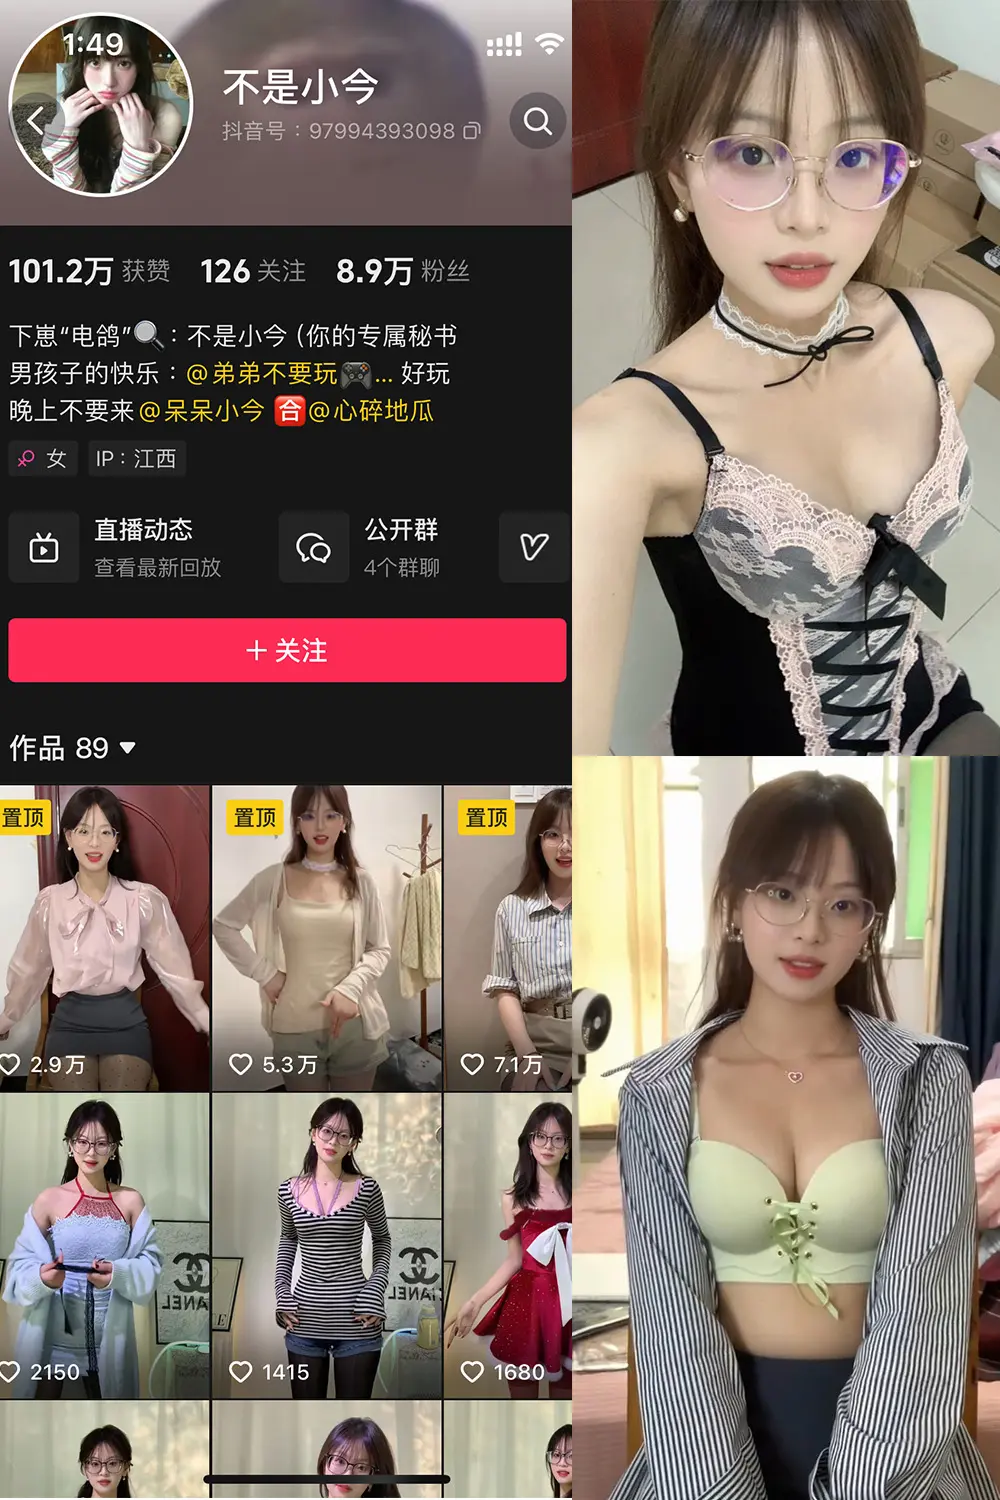 1:49
不是小今
抖音号：97994393098
101.2万 获赞 126 关注 8.9万 粉丝
下崽“电鸽”🔍：不是小今 (你的专属秘书
男孩子的快乐：@弟弟不要玩🎮... 好玩
晚上不要来@呆呆小今 🈴@心碎地瓜
女 IP：江西
直播动态
查看最新回放
公开群
4个群聊
+ 关注
作品 89
置顶 置顶 置顶
2.9万 5.3万 7.1万
CHANEL
2150 1415 1680